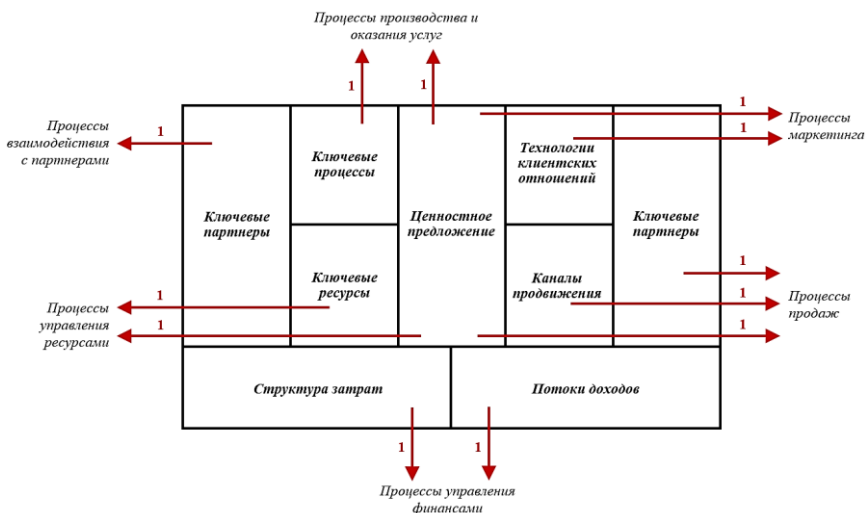 Процессы производства и
оказания услуг
1
1
1
Процессы
маркетинга
1
Процессы
взаимодействия
с партнерами
1
Ключевые
процессы
Технологии
клиентских
отношений
Ключевые
партнеры
Ценностное
предложение
Ключевые
партнеры
Ключевые
ресурсы
Каналы
продвижения
1
1
Процессы
продаж
1
Процессы
управления
ресурсами
1
1
Структура затрат
Потоки доходов
1
1
Процессы управления
финансами